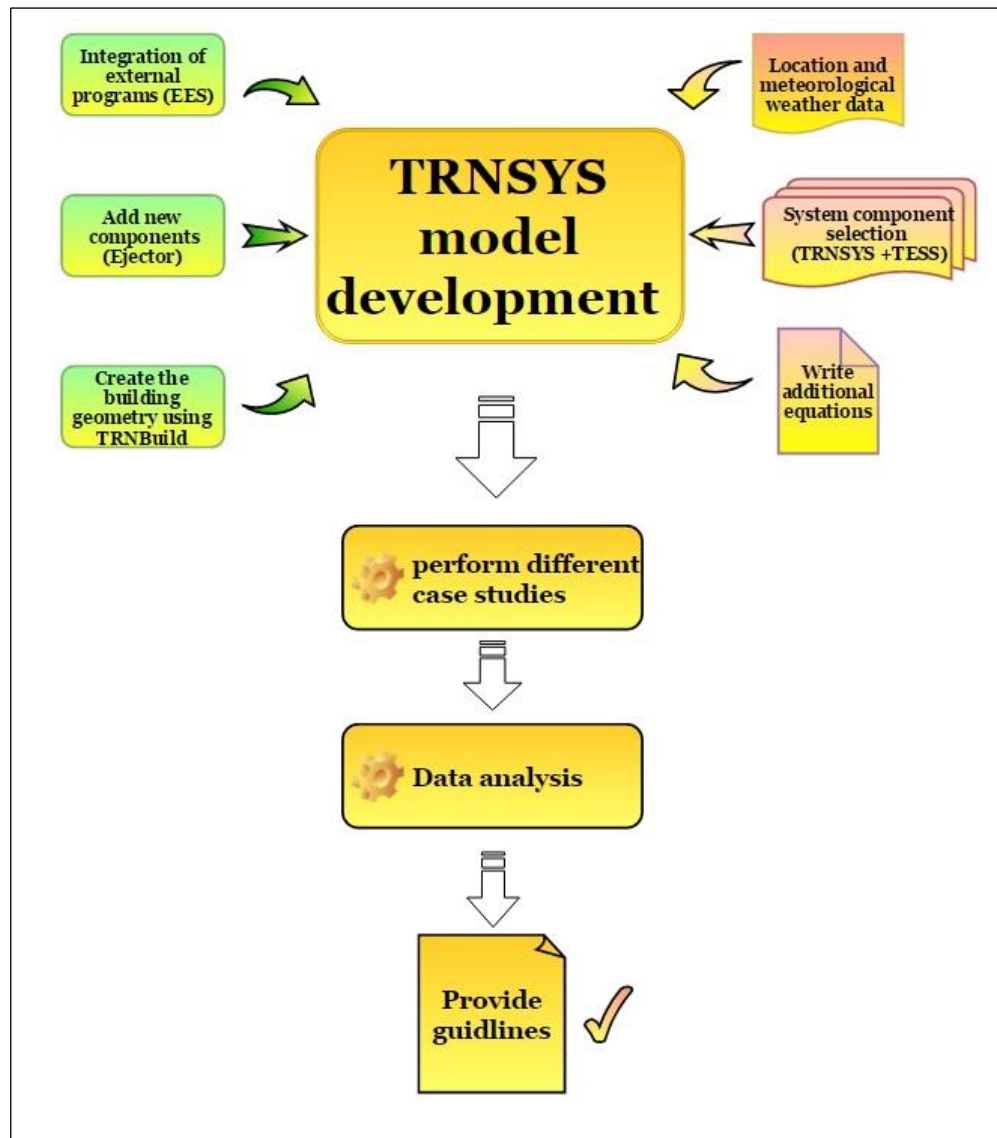 Integration of
external
programs (EES)
Location and
meteorological
weather data
TRNSYS
model
development
Add new
components
(Ejector)
System component
selection
(TRNSYS +TESS)
Create the
building
geometry using
TRNBuild
Write
additional
equations
perform different
case studies
Data analysis
Provide
guidlines